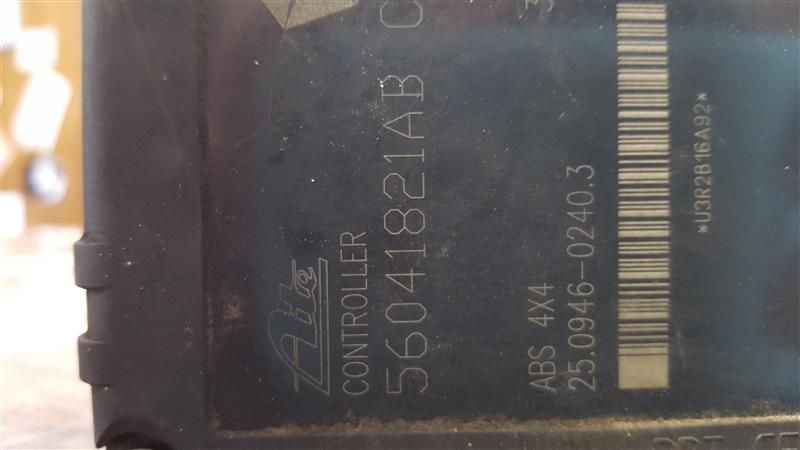 Ate
CONTROLLER
56041821AB C
ABS 4X4
25.0946-0240.3
*U3R2B16A92*